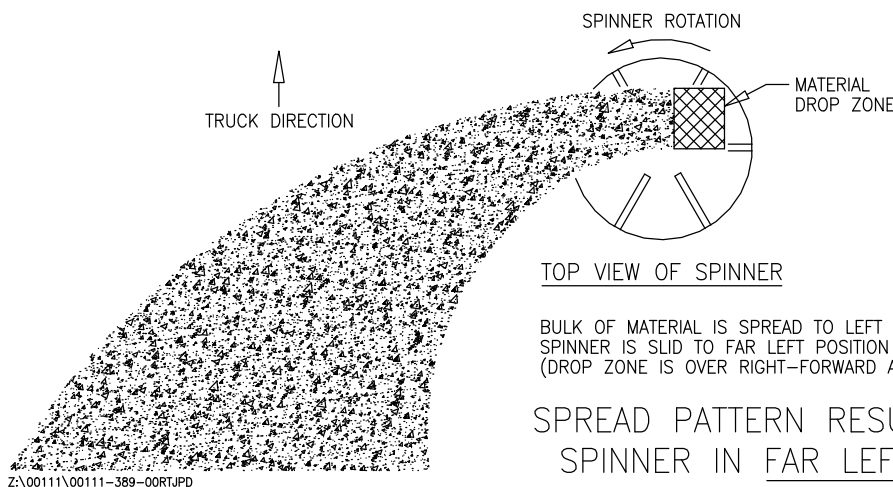 SPINNER ROTATION
MATERIAL
DROP ZONE
TRUCK DIRECTION
TOP VIEW OF SPINNER
BULK OF MATERIAL IS SPREAD TO LEFT
SPINNER IS SLID TO FAR LEFT POSITION
(DROP ZONE IS OVER RIGHT-FORWARD
SPREAD PATTERN
SPINNER IN FAR
Z:\00111\00111-389-00RTJPD